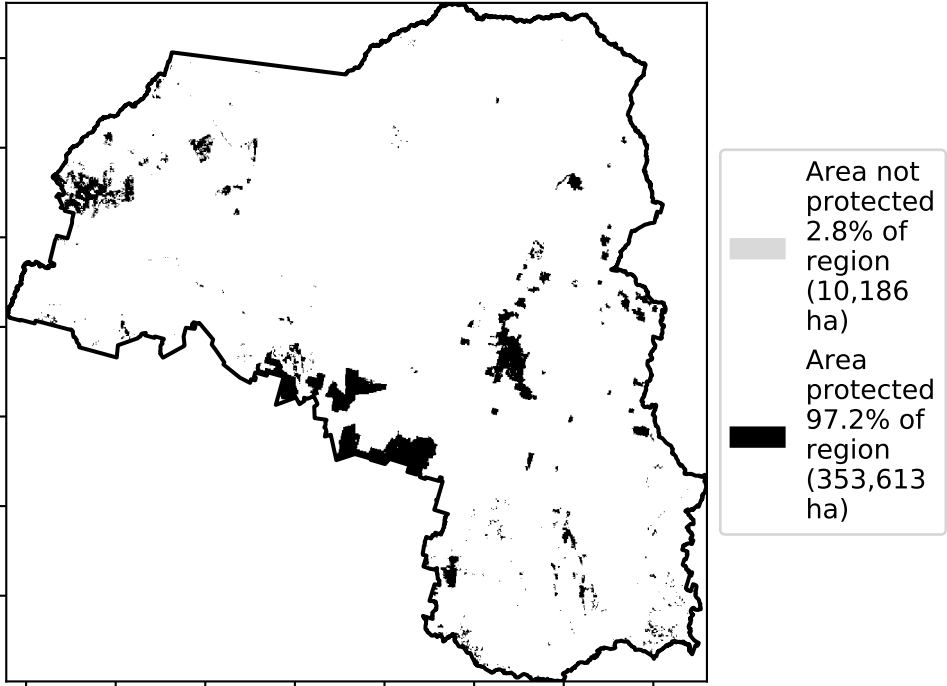 Area not
protected
2.8% of
region
(10,186
ha)
Area
protected
97.2% of
region
(353,613
ha)